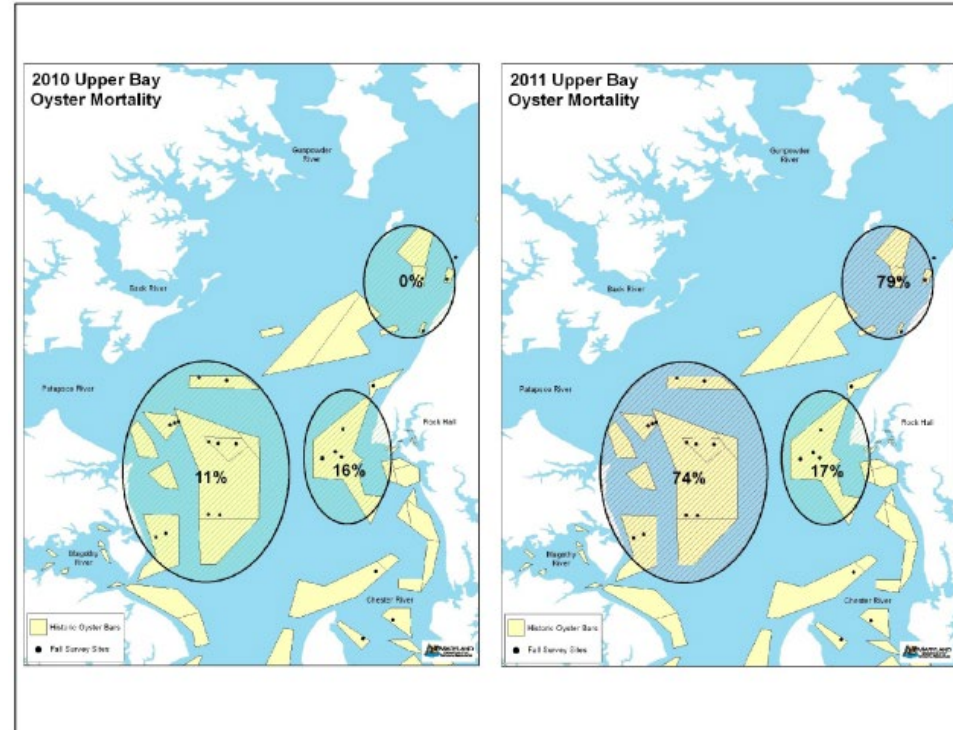 2010 Upper Bay
Oyster Mortality
Gunpowder
River
0%
Back River
Patapsco River
Rock Hall
11%
16%
Magothy
River
Chester River
Historic Oyster Bars
Fall Survey Sites
MARYLAND
2011 Upper Bay
Oyster Mortality
Gunpowder
River
79%
Back River
Patapsco River
Rock Hall
74%
17%
Magothy
River
Chester River
Historic Oyster Bars
Fall Survey Sites
MARYLAND